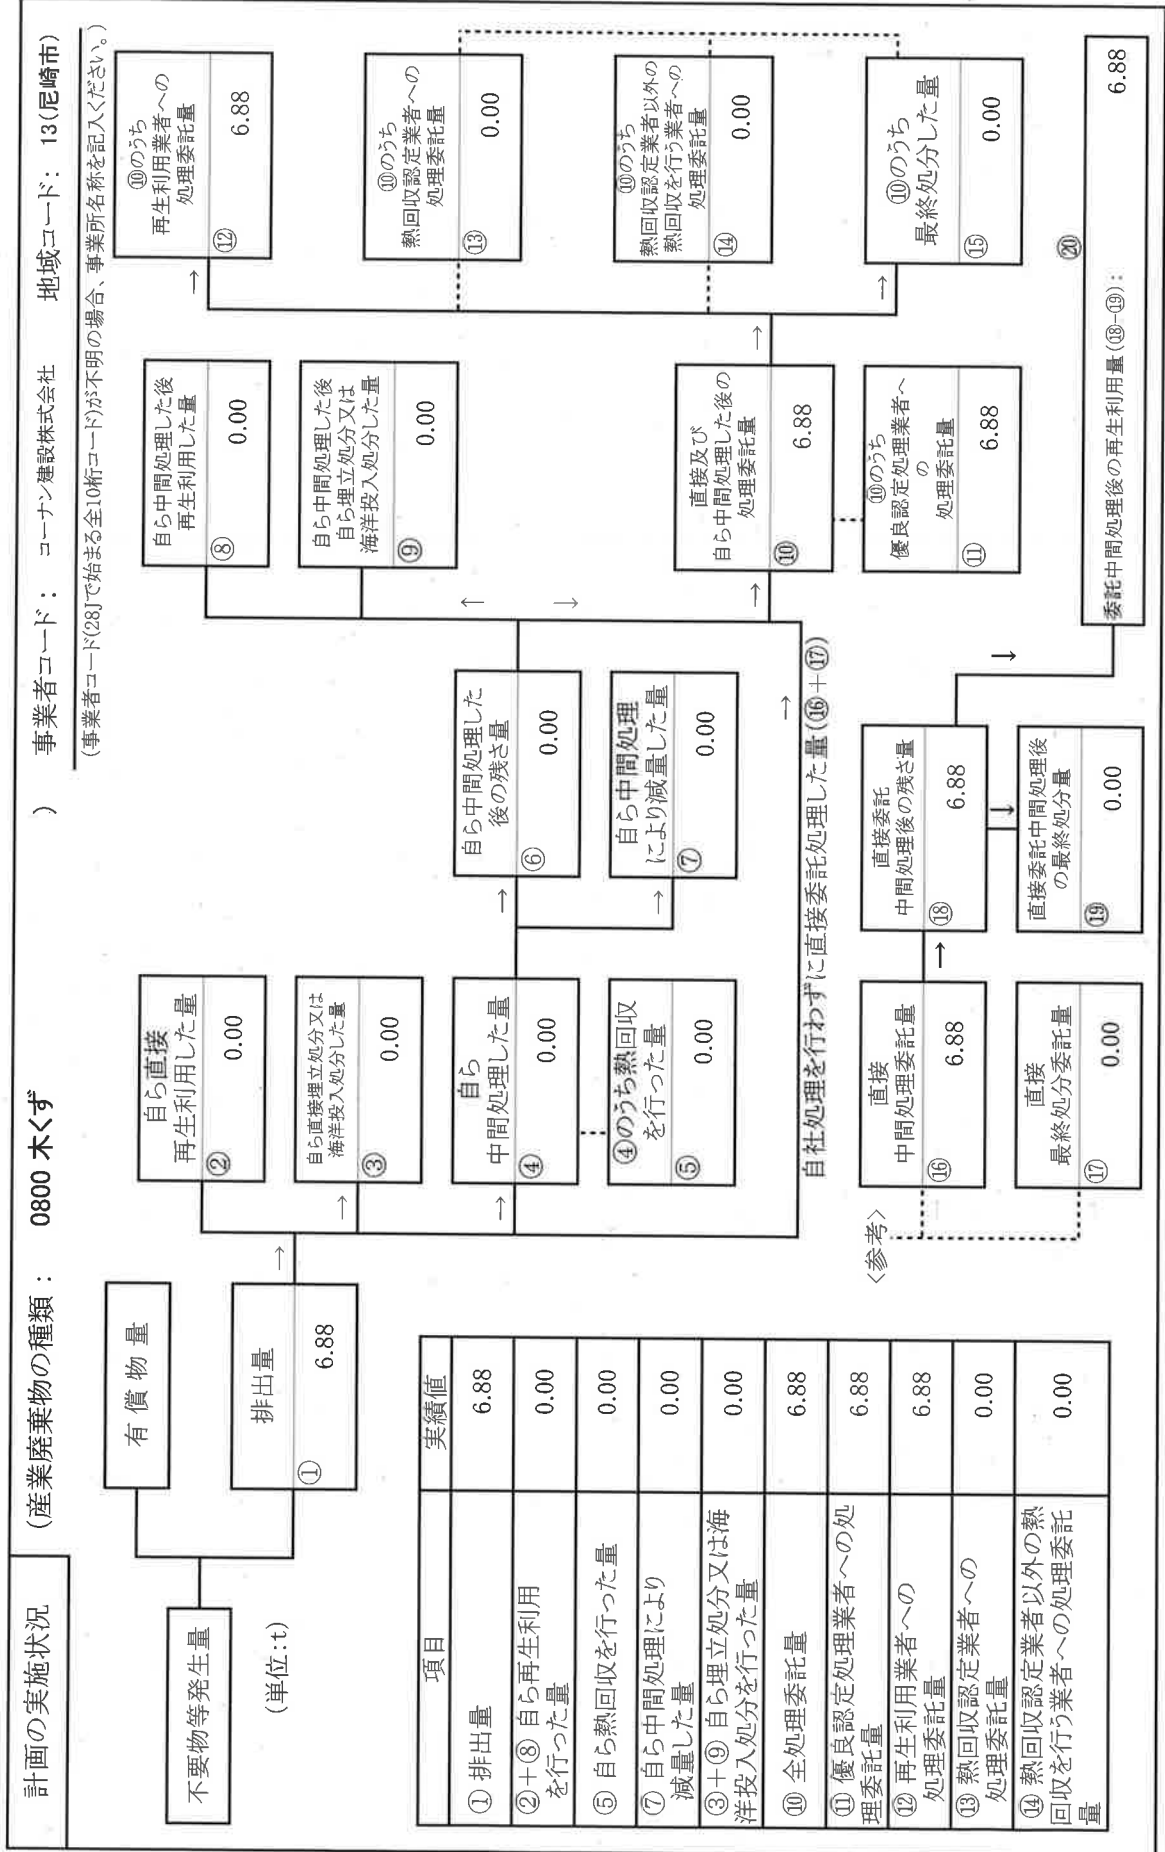 計画の実施状況
(産業廃棄物の種類: 0800 木くず )
事業者コード: コーナン建設株式会社 地域コード: 13(尼崎市)
(事業者コード(「28」で始まる全10桁コード)が不明の場合、事業所名称を記入ください。)
不要物等発生量
(単位:t)
有償物量
排出量
① 6.88
自ら直接
再生利用した量
② 0.00
自ら直接埋立処分又は
海洋投入処分した量
③ 0.00
自ら
中間処理した量
④ 0.00
④のうち熱回収
を行った量
⑤ 0.00
自ら中間処理した
後の残さ量
⑥ 0.00
自ら中間処理
により減量した量
⑦ 0.00
自ら中間処理した後
再生利用した量
⑧ 0.00
自ら中間処理した後
自ら埋立処分又は
海洋投入処分した量
⑨ 0.00
直接及び
自ら中間処理した後の
処理委託量
⑩ 6.88
⑩のうち
優良認定処理業者へ
の
処理委託量
⑪ 6.88
⑩のうち
再生利用業者への
処理委託量
⑫ 6.88
⑩のうち
熱回収認定業者への
処理委託量
⑬ 0.00
⑩のうち
熱回収認定業者以外の
熱回収を行う業者への
処理委託量
⑭ 0.00
⑩のうち
最終処分した量
⑮ 0.00
自社処理を行わずに直接委託処理した量(⑯+⑰)
<参考>
直接
中間処理委託量
⑯ 6.88
直接
最終処分委託量
⑰ 0.00
直接委託
中間処理後の残さ量
⑱ 6.88
直接委託中間処理後
の最終処分量
⑲ 0.00
⑳
委託中間処理後の再生利用量(⑱-⑲): 6.88
項目 実績値
① 排出量 6.88
②+⑧ 自ら再生利用
を行った量 0.00
⑤ 自ら熱回収を行った量 0.00
⑦ 自ら中間処理により
減量した量 0.00
③+⑨ 自ら埋立処分又は海
洋投入処分を行った量 0.00
⑩ 全処理委託量 6.88
⑪ 優良認定処理業者への処
理委託量 6.88
⑫ 再生利用業者への
処理委託量 6.88
⑬ 熱回収認定業者への
処理委託量 0.00
⑭ 熱回収認定業者以外の熱
回収を行う業者への処理委託
量 0.00